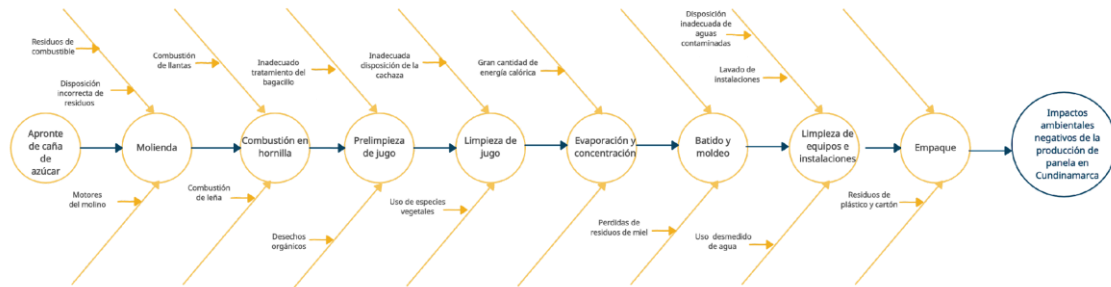 Residuos de
combustible
Disposición
incorrecta de
residuos
Combustión
de llantas
Inadecuado
tratamiento del
bagacillo
Inadecuada
disposición de la
cachaza
Gran cantidad de
energía calórica
Disposición
inadecuada de
aguas
contaminadas
Lavado de
instalaciones
Apronte
de caña
de
azúcar
Molienda
Combustión en
hornilla
Prelimpieza
de jugo
Limpieza de
jugo
Evaporación y
concentración
Batido y
moldeo
Limpieza de
equipos e
instalaciones
Empaque
Impactos
ambientales
negativos de la
producción de
panela en
Cundinamarca
Motores
del molino
Combustión
de leña
Desechos
orgánicos
Uso de especies
vegetales
Perdidas de
residuos de miel
Uso desmedido
de agua
Residuos de
plástico y cartón